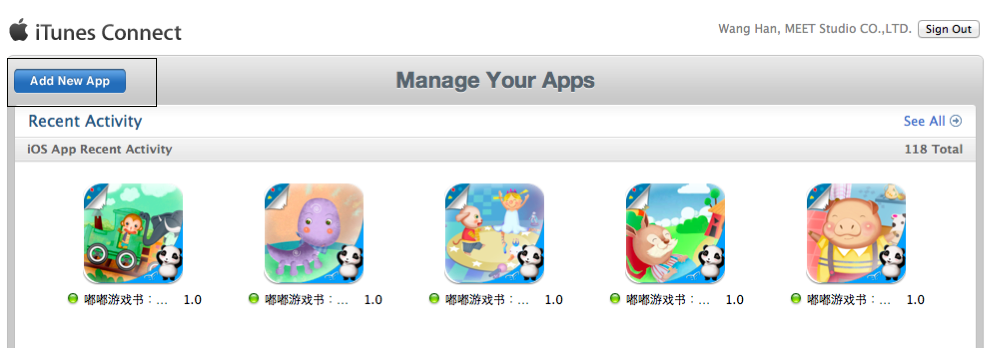 iTunes Connect
Wang Han, MEET Studio CO.,LTD. Sign Out
Add New App
Manage Your Apps
Recent Activity
See All
iOS App Recent Activity
118 Total
嘟嘟游戏书：... 1.0
嘟嘟游戏书：... 1.0
嘟嘟游戏书：... 1.0
嘟嘟游戏书：... 1.0
嘟嘟游戏书：... 1.0